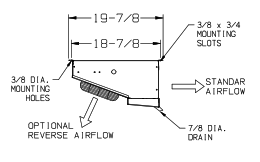 19-7/8
3/8 x 3/4
MOUNTING
SLOTS
18-7/8
3/8 DIA.
MOUNTING
HOLES
STANDAR
AIRFLOW
OPTIONAL
REVERSE AIRFLOW
7/8 DIA.
DRAIN